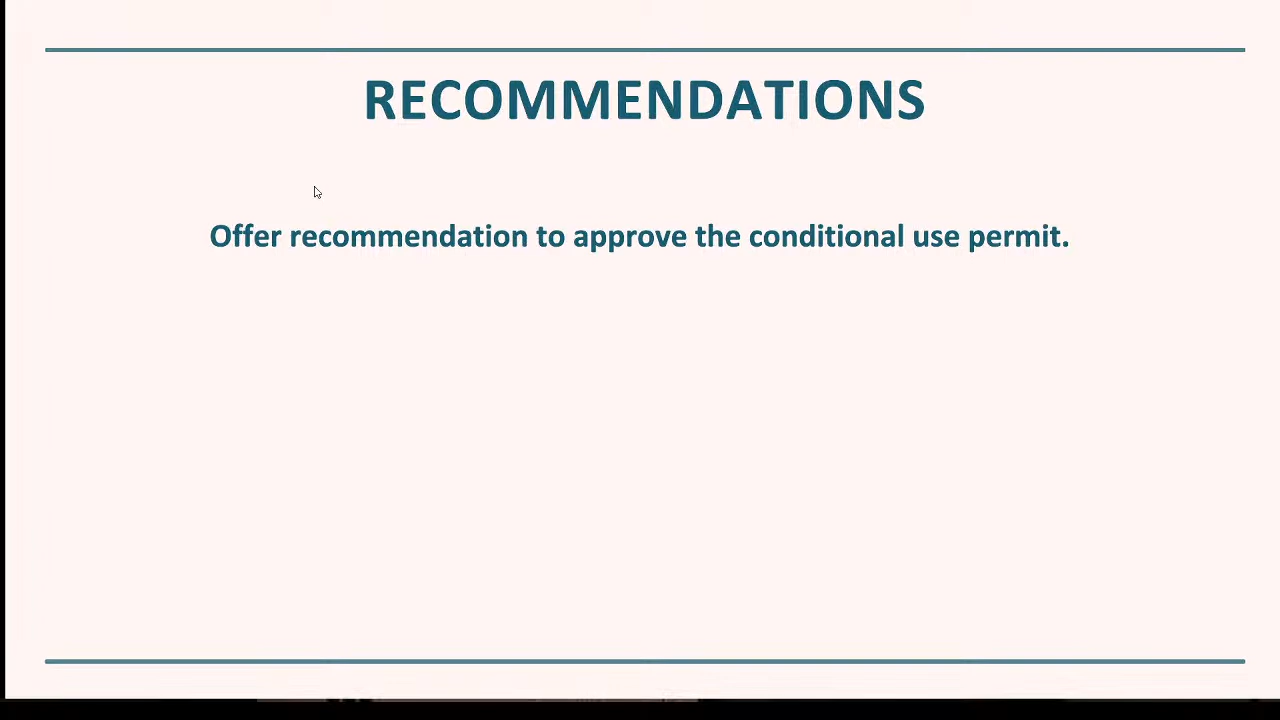 RECOMMENDATIONS
Offer recommendation to approve the conditional use permit.